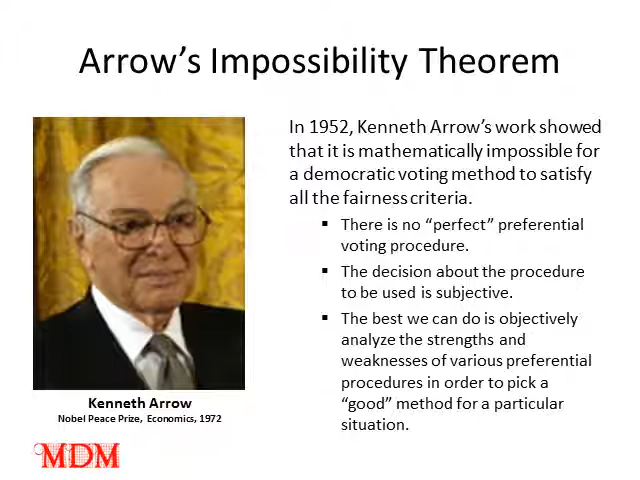 Arrow's Impossibility Theorem
In 1952, Kenneth Arrow's work showed
that it is mathematically impossible for
a democratic voting method to satisfy
all the fairness criteria.
▪ There is no “perfect” preferential
voting procedure.
▪ The decision about the procedure
to be used is subjective.
▪ The best we can do is objectively
analyze the strengths and
weaknesses of various preferential
procedures in order to pick a
“good” method for a particular
situation.
Kenneth Arrow
Nobel Peace Prize, Economics, 1972
MDM